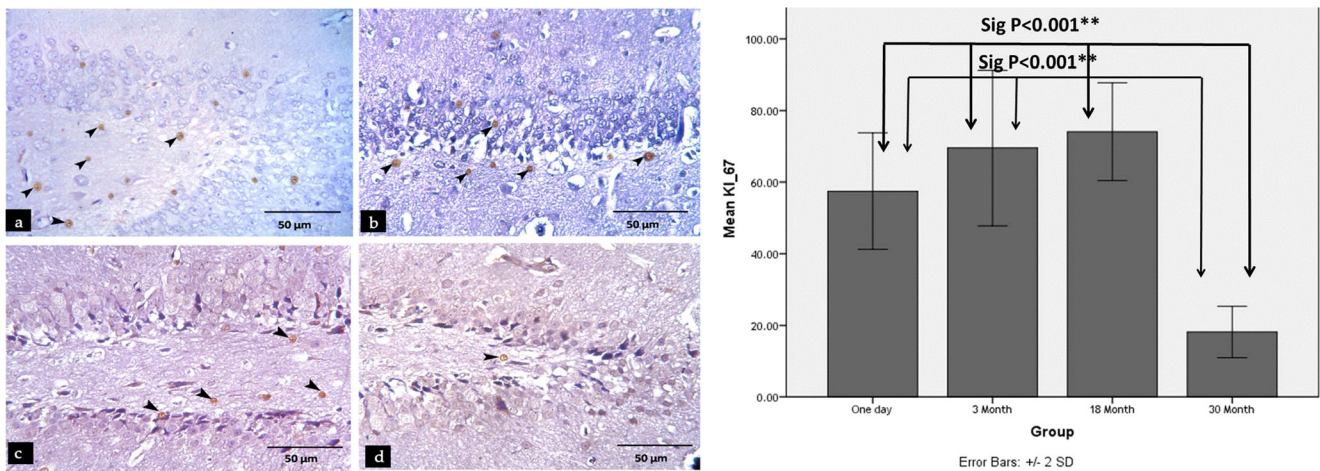 a
50 µm
b
50 µm
c
50 µm
d
50 µm
Sig P<0.001**
Sig P<0.001**
Mean KI_67
100.00
80.00
60.00
40.00
20.00
0.00
One day
3 Month
18 Month
30 Month
Group
Error Bars: +/- 2 SD